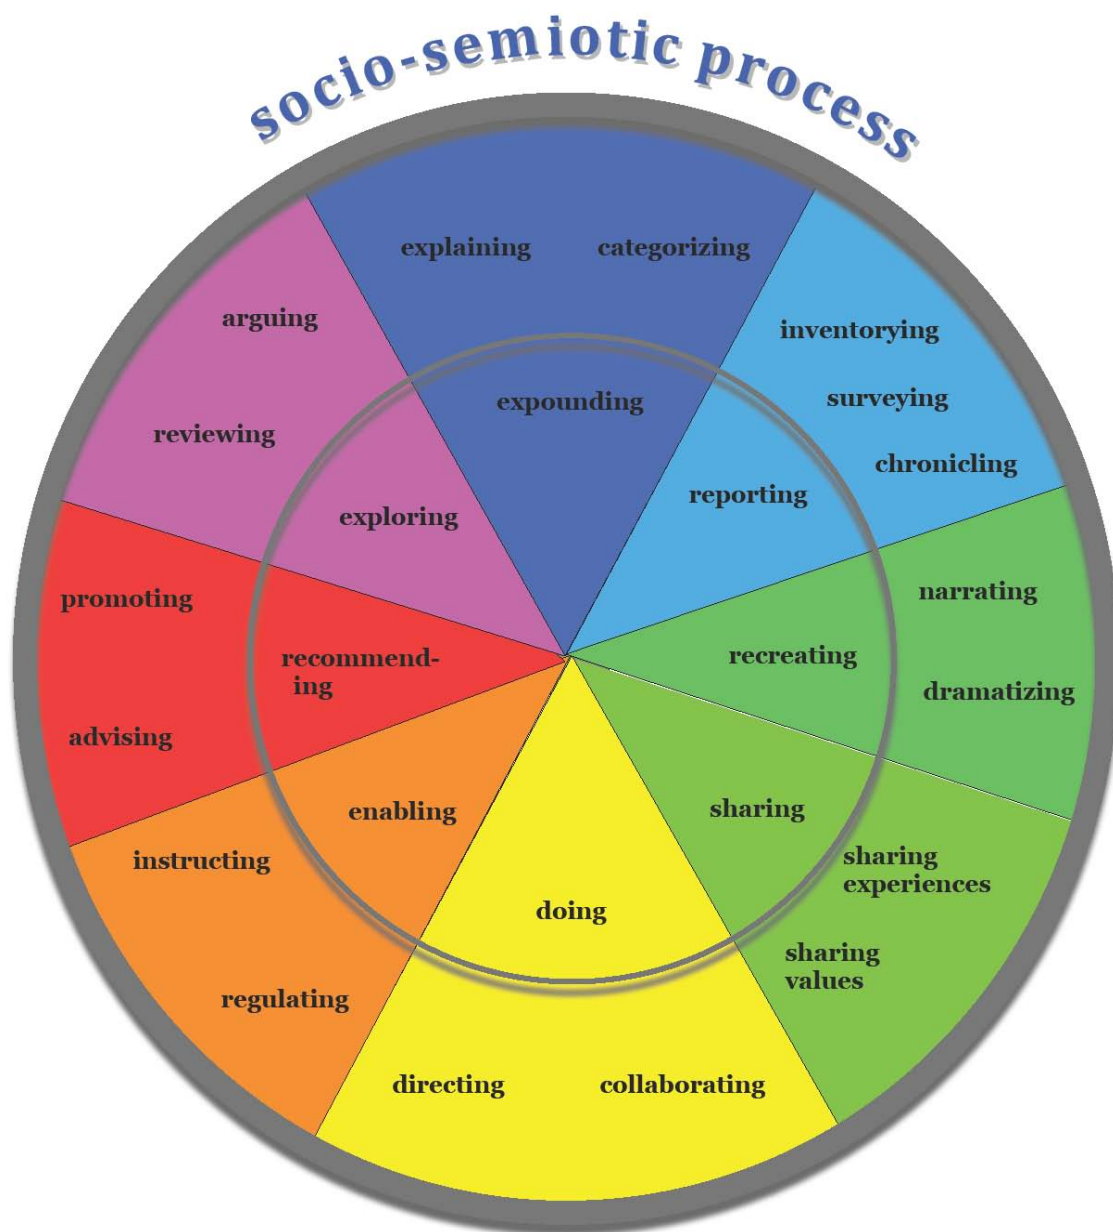 socio-semiotic process
explaining
categorizing
expounding
inventorying
surveying
chronicling
reporting
narrating
dramatizing
recreating
sharing
sharing
experiences
sharing
values
doing
directing
collaborating
enabling
instructing
regulating
recommend-
ing
promoting
advising
exploring
arguing
reviewing